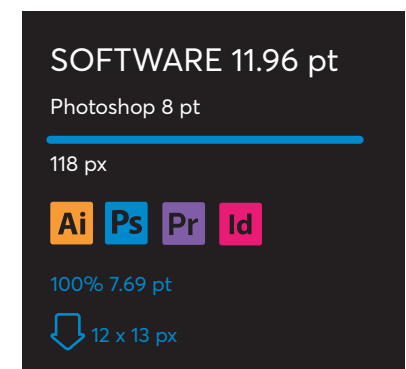 SOFTWARE 11.96 pt
Photoshop 8 pt
118 px
Ai Ps Pr Id
100% 7.69 pt
12 x 13 px